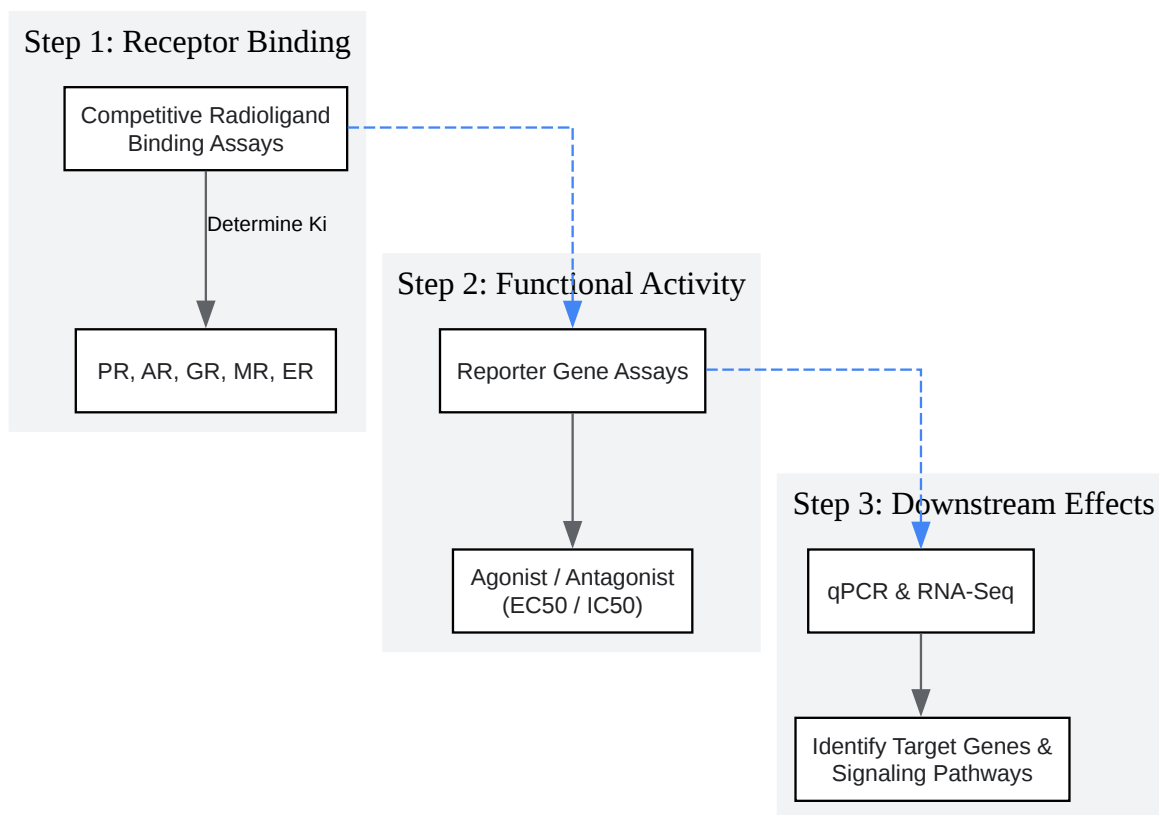 Step 1: Receptor Binding
Competitive Radioligand
Binding Assays
Determine Ki
PR, AR, GR, MR, ER
Step 2: Functional Activity
Reporter Gene Assays
Agonist / Antagonist
(EC50 / IC50)
Step 3: Downstream Effects
qPCR & RNA-Seq
Identify Target Genes &
Signaling Pathways